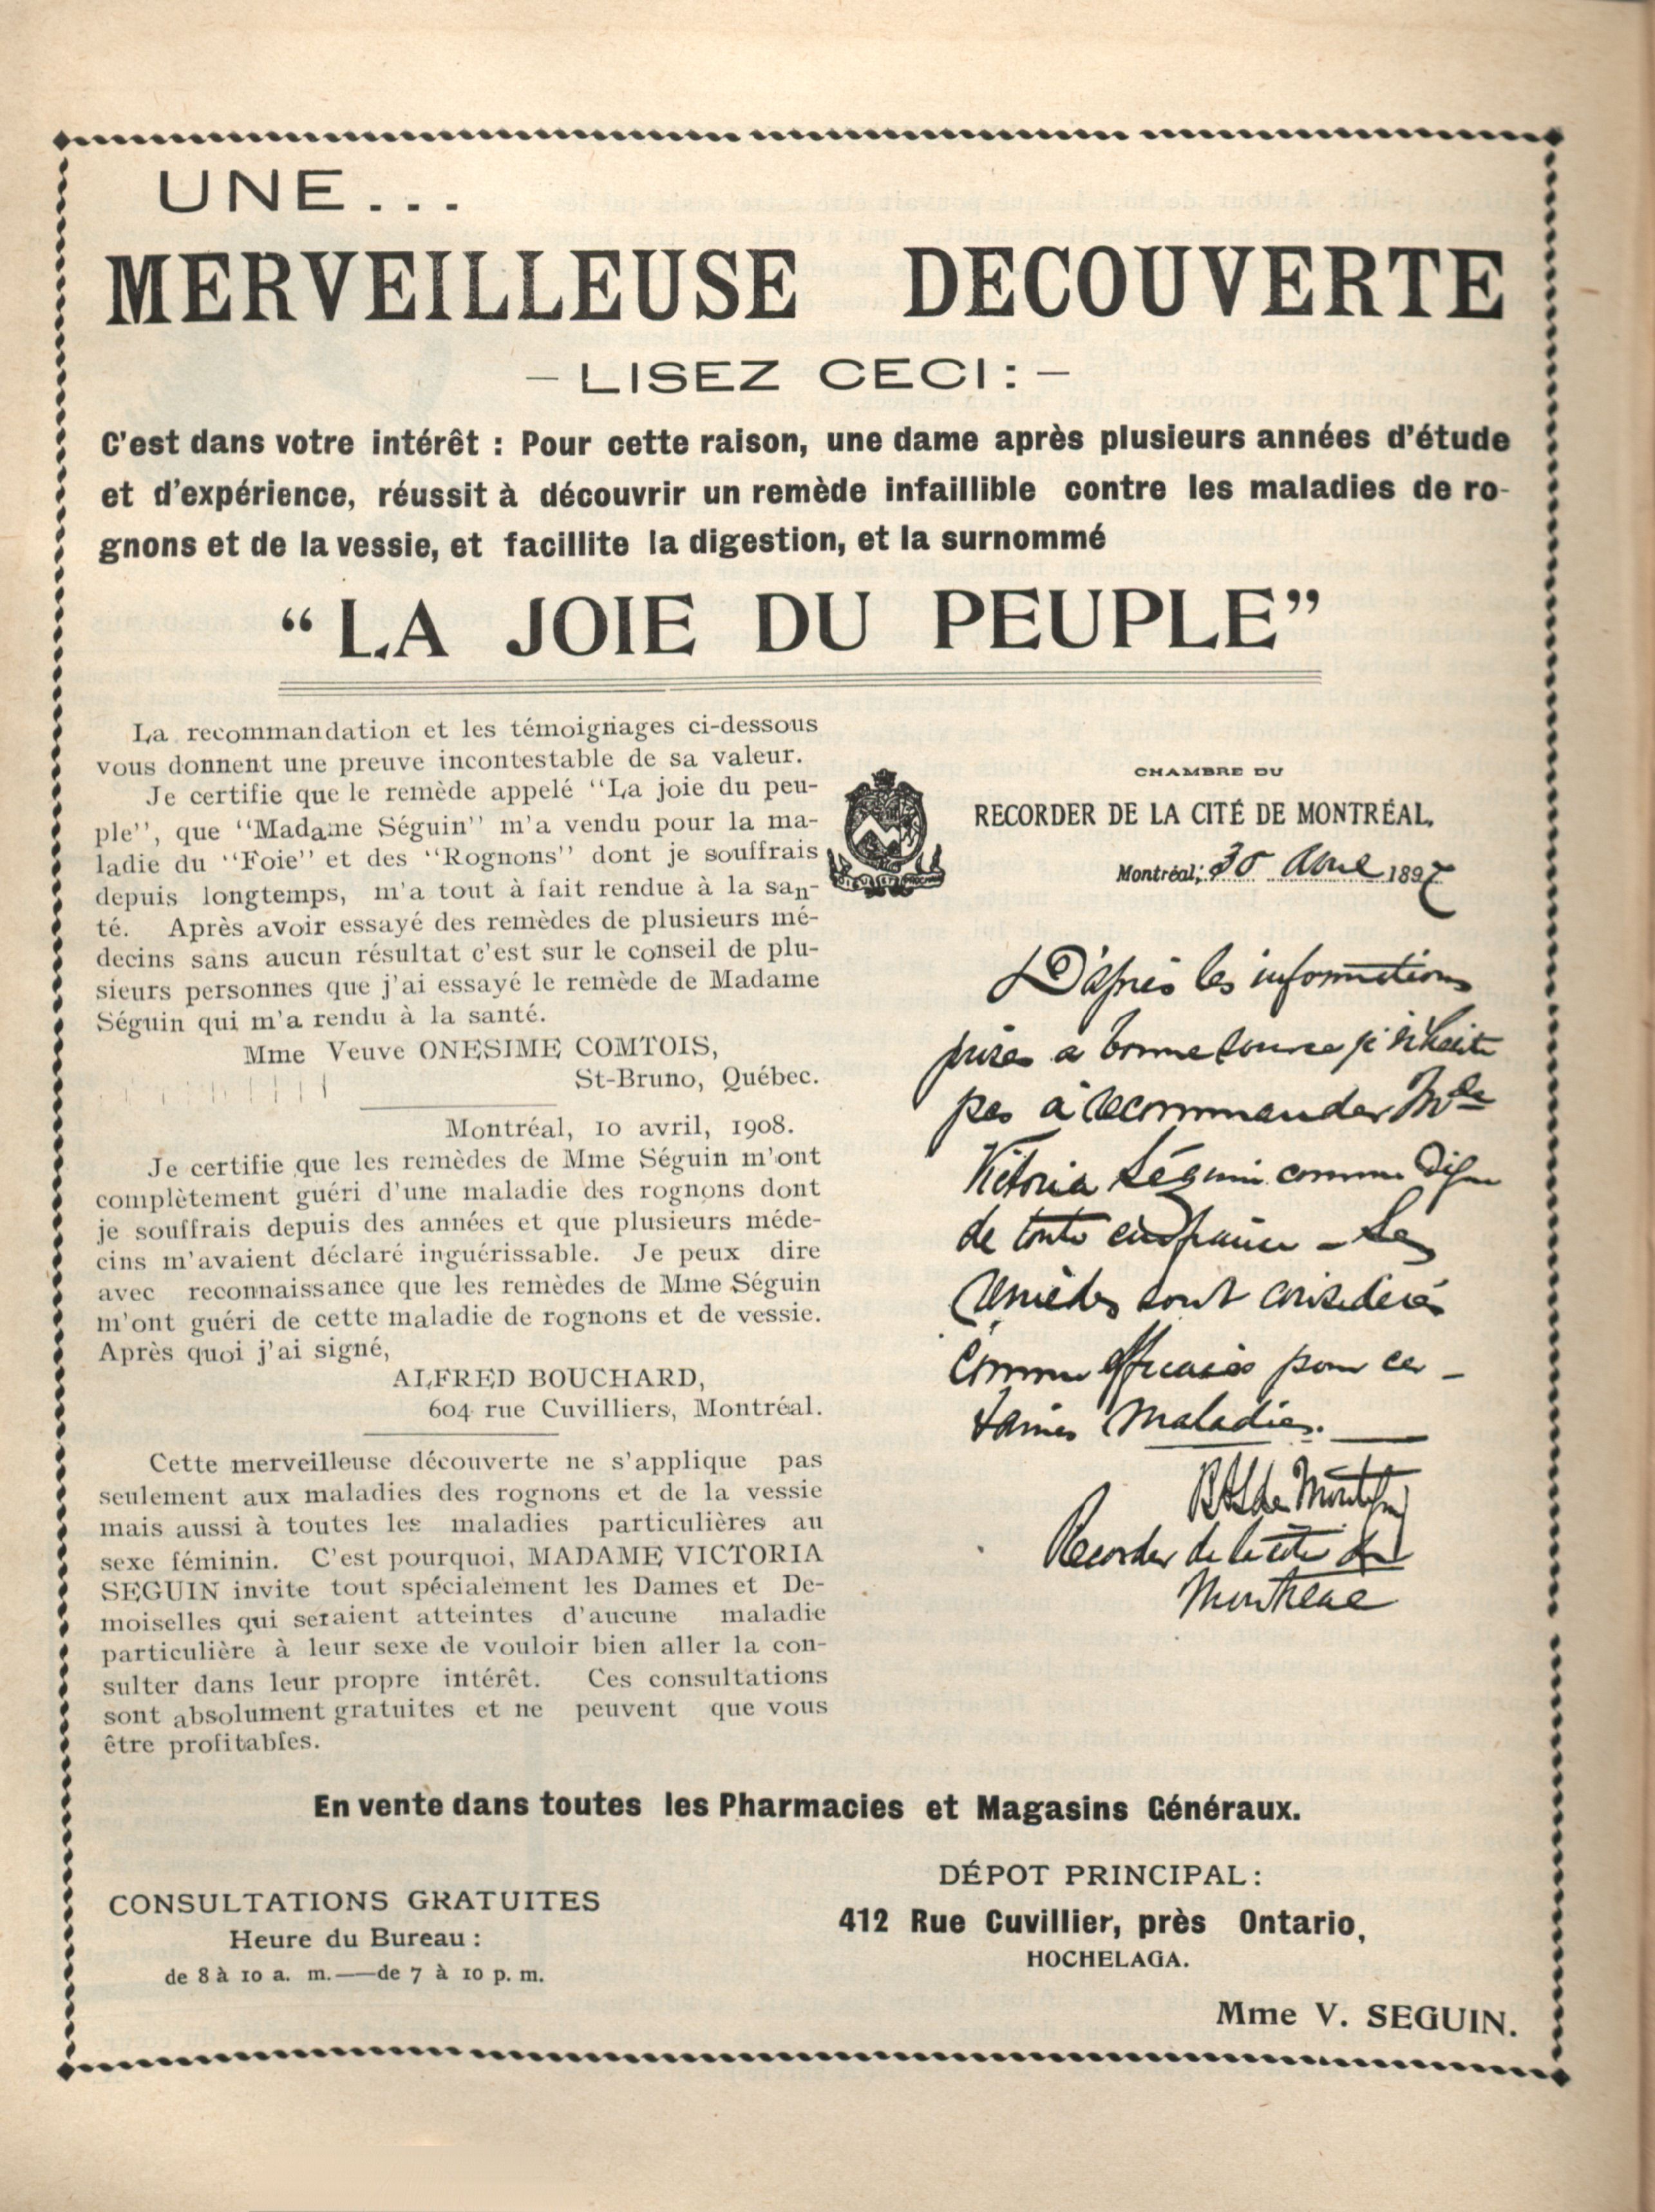 UNE...
MERVEILLEUSE DECOUVERTE
— LISEZ CECI: —
C'est dans votre intérêt : Pour cette raison, une dame après plusieurs années d'étude
et d'expérience, réussit à découvrir un remède infaillible contre les maladies de ro-
gnons et de la vessie, et facillite la digestion, et la surnommé
"LA JOIE DU PEUPLE"
La recommandation et les témoignages ci-dessous
vous donnent une preuve incontestable de sa valeur.
Je certifie que le remède appelé "La joie du peu-
ple", que "Madame Séguin" m'a vendu pour la ma-
ladie du "Foie" et des "Rognons" dont je souffrais
depuis longtemps, m'a tout à fait rendue à la san-
té. Après avoir essayé des remèdes de plusieurs mé-
decins sans aucun résultat c'est sur le conseil de plu-
sieurs personnes que j'ai essayé le remède de Madame
Séguin qui m'a rendu à la santé.
Mme Veuve ONESIME COMTOIS,
St-Bruno, Québec.
Montréal, 10 avril, 1908.
Je certifie que les remèdes de Mme Séguin m'ont
complètement guéri d'une maladie des rognons dont
je souffrais depuis des années et que plusieurs méde-
cins m'avaient déclaré inguérissable. Je peux dire
avec reconnaissance que les remèdes de Mme Séguin
m'ont guéri de cette maladie de rognons et de vessie.
Après quoi j'ai signé,
ALFRED BOUCHARD,
604 rue Cuvilliers, Montréal.
Cette merveilleuse découverte ne s'applique pas
seulement aux maladies des rognons et de la vessie
mais aussi à toutes les maladies particulières au
sexe féminin. C'est pourquoi, MADAME VICTORIA
SEGUIN invite tout spécialement les Dames et De-
moiselles qui seraient atteintes d'aucune maladie
particulière à leur sexe de vouloir bien aller la con-
sulter dans leur propre intérêt. Ces consultations
sont absolument gratuites et ne peuvent que vous
être profitables.
CHAMBRE DU
RECORDER DE LA CITÉ DE MONTRÉAL,
Montréal, 30 Avril 1897
D'après les informations
prises a bonne source je n'hésite
pas à recommander Mde
Victoria Séguin comme digne
de toute confiance – Ses
remèdes sont considérés
comme efficaces pour cer-
taines maladies.
Recorder de la cité de
Montréal
En vente dans toutes les Pharmacies et Magasins Généraux.
CONSULTATIONS GRATUITES
Heure du Bureau :
de 8 à 10 a. m.——de 7 à 10 p. m.
DÉPOT PRINCIPAL:
412 Rue Cuvillier, près Ontario,
HOCHELAGA.
Mme V. SEGUIN.